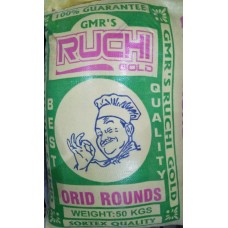 100% GUARANTEE
GMR'S
RUCHI
GOLD
BEST
QUALITY
GMR'S RUCHI GOLD
ORID ROUNDS
WEIGHT:50 KGS
SORTEX QUALITY